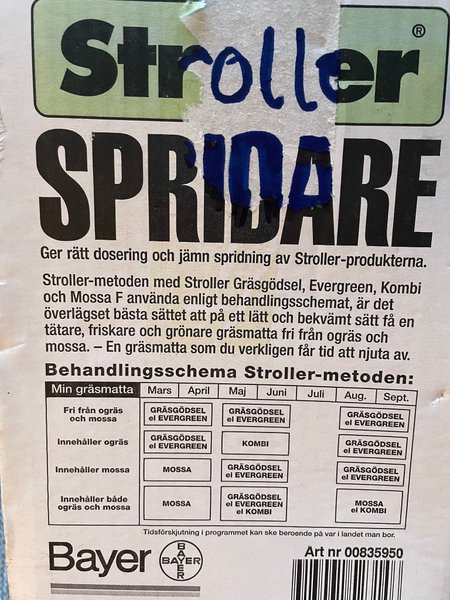 Stroller®
SPRIDARE
Ger rätt dosering och jämn spridning av Stroller-produkterna.
Stroller-metoden med Stroller Gräsgödsel, Evergreen, Kombi
och Mossa F använda enligt behandlingsschemat, är det
överlägset bästa sättet att på ett lätt och bekvämt sätt få en
tätare, friskare och grönare gräsmatta fri från ogräs och
mossa. – En gräsmatta som du verkligen får tid att njuta av.
Behandlingsschema Stroller-metoden:
Min gräsmatta Mars April Maj Juni Juli Aug. Sept.
Fri från ogräs
och mossa
GRÄSGÖDSEL
el EVERGREEN
GRÄSGÖDSEL
el EVERGREEN
GRÄSGÖDSEL
el EVERGREEN
Innehåller ogräs
GRÄSGÖDSEL
el EVERGREEN
KOMBI
GRÄSGÖDSEL
el EVERGREEN
Innehåller mossa
MOSSA
GRÄSGÖDSEL
el EVERGREEN
GRÄSGÖDSEL
el EVERGREEN
Innehåller både
ogräs och mossa
MOSSA
GRÄSGÖDSEL
el EVERGREEN
el KOMBI
MOSSA
el KOMBI
Tidsförskjutning i programmet kan ske beroende på var i landet man bor.
Bayer
BAYER
BAYER
Art nr 00835950